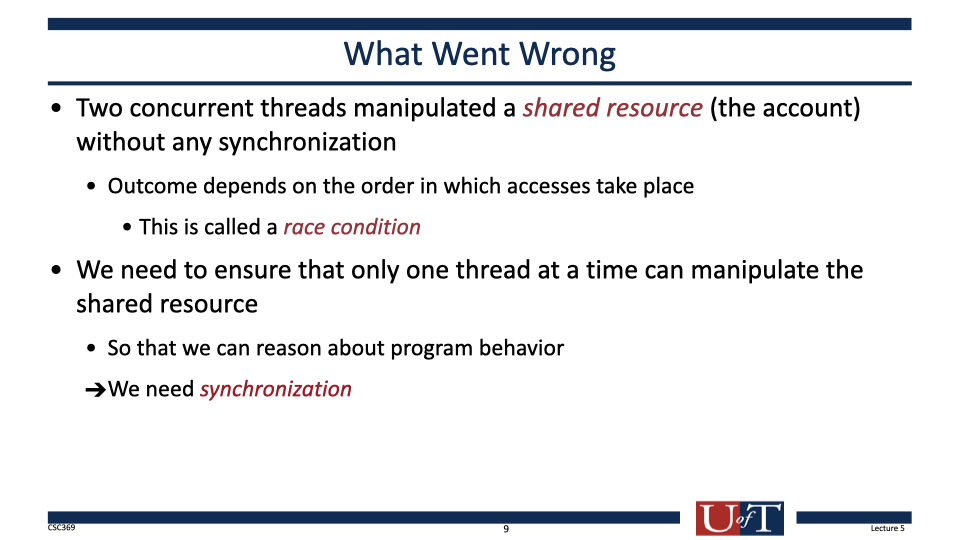 What Went Wrong
• Two concurrent threads manipulated a shared resource (the account)
without any synchronization
• Outcome depends on the order in which accesses take place
• This is called a race condition
• We need to ensure that only one thread at a time can manipulate the
shared resource
• So that we can reason about program behavior
➔We need synchronization
CSC369
9
U of T
Lecture 5